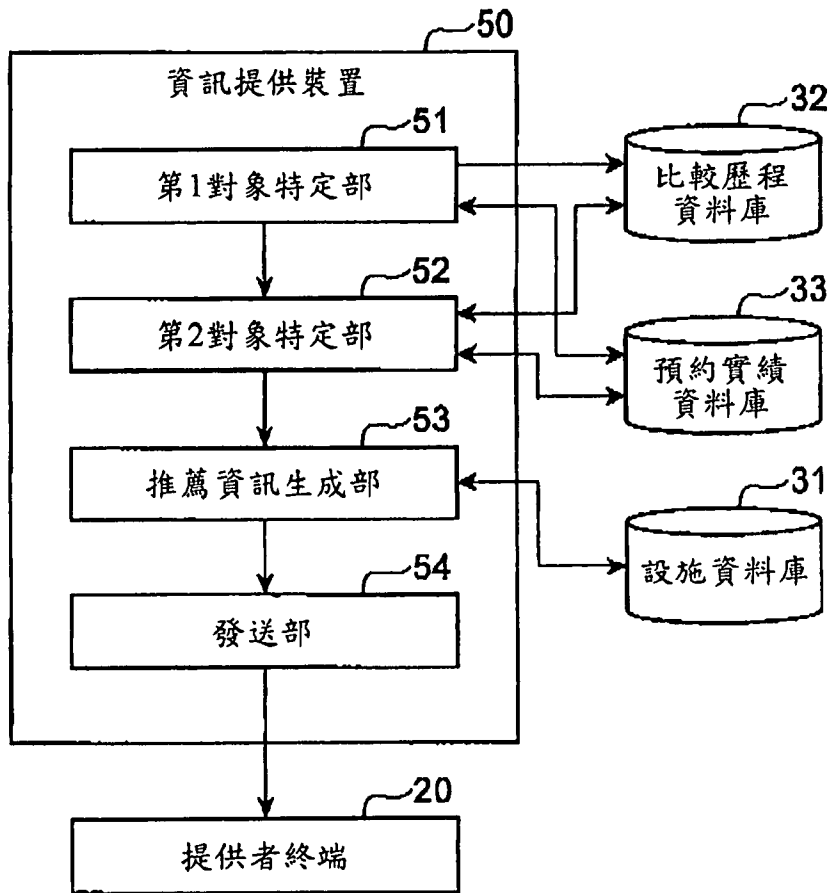 50
資訊提供裝置
51
第1對象特定部
32
比較歷程
資料庫
52
第2對象特定部
33
預約實績
資料庫
53
推薦資訊生成部
31
設施資料庫
54
發送部
20
提供者終端